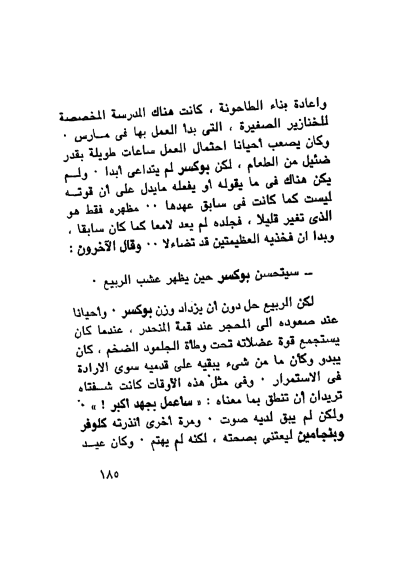 واعادة بناء الطاحونة ، كانت هناك المدرسة المخصصة
للخنازير الصغيرة ، التى بدأ العمل بها فى مـارس ·
وكان يصعب أحيانا احتمال العمل ساعات طويلة بقدر
ضئيل من الطعام ، لكن بوكسر لم يتداعى أبدا · ولـم
يكن هناك فى ما يقوله أو يفعله مايدل على أن قوتـه
ليست كما كانت فى سابق عهدها ·· مظهره فقط هو
الذى تغير قليلا ، فجلده لم يعد لامعا كما كان سابقا ،
وبدا ان فخذيه العظيمتين قد تضاءلا ·· وقال الآخرون :
ــ سيتحسن بوكسر حين يظهر عشب الربيع ·
لكن الربيع حل دون أن يزداد وزن بوكسر · وأحيانا
عند صعوده الى المحجر عند قمة المنحدر ، عندما كان
يستجمع قوة عضلاته تحت وطأة الجلمود الضخم ، كان
يبدو وكأن ما من شىء يبقيه على قدميه سوى الارادة
فى الاستمرار · وفى مثل هذه الأوقات كانت شفتاه
تريدان أن تنطق بما معناه : « ساعمل بجهد أكبر ! » ·
ولكن لم يبق لديه صوت · ومرة أخرى أنذرته كلوفر
وبنجامين ليعتنى بصحته ، لكنه لم يهتم · وكان عيـد
١٨٥